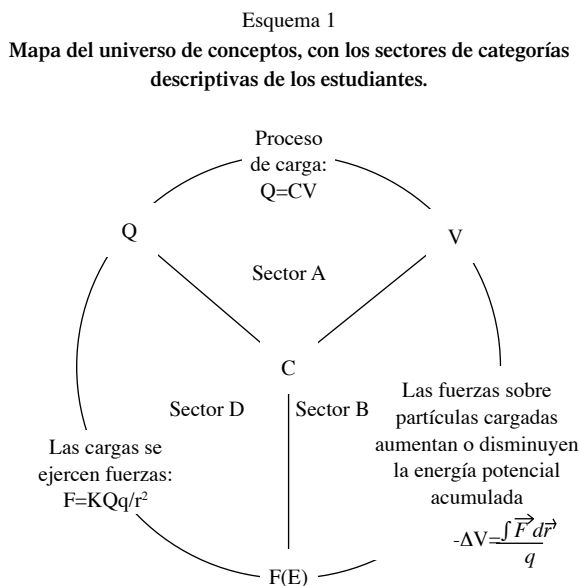 Esquema 1
Mapa del universo de conceptos, con los sectores de categorías
descriptivas de los estudiantes.
Proceso
de carga:
Q=CV
Q
V
Sector A
C
Sector D
Sector B
Las cargas se
ejercen fuerzas:
F=KQq/r²
Las fuerzas sobre
partículas cargadas
aumentan o disminuyen
la energía potencial
acumulada
-ΔV=∫F⃗ dr⃗/q
F(E)